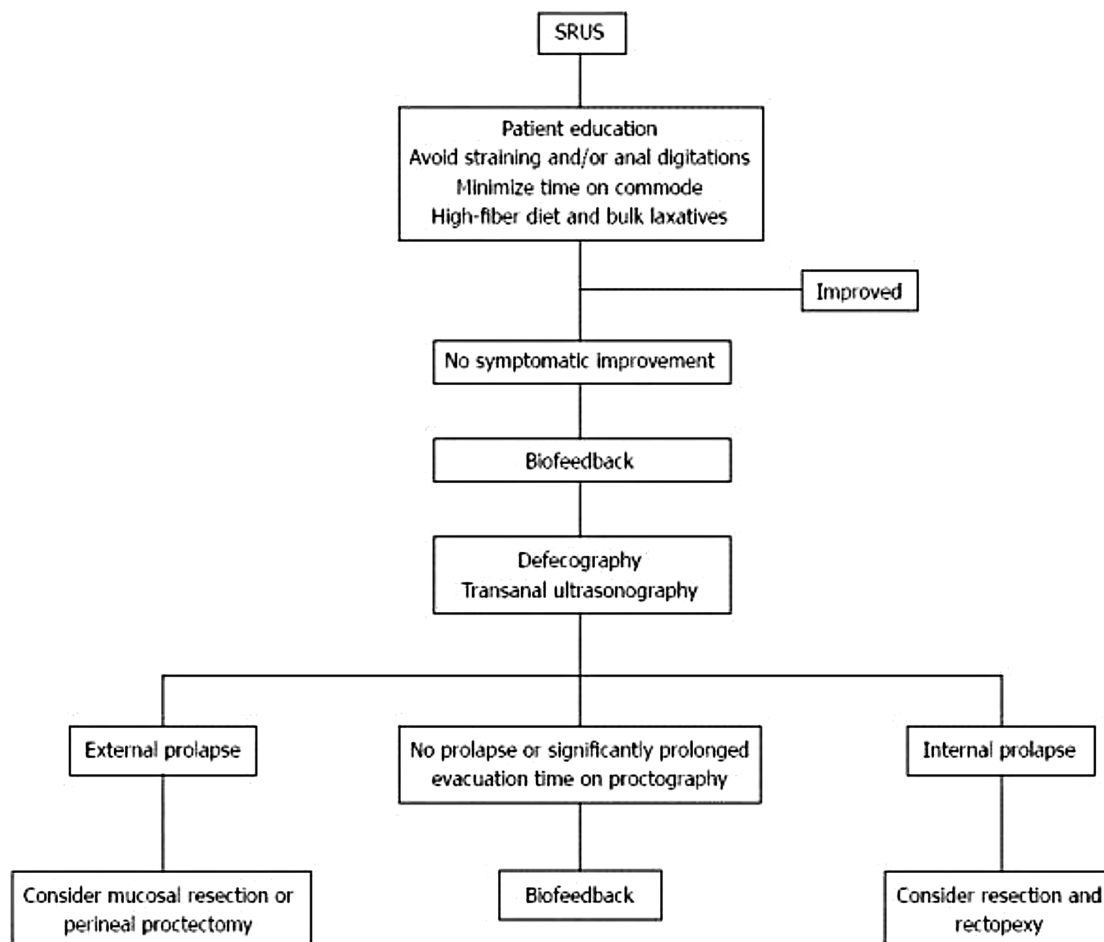 SRUS
Patient education
Avoid straining and/or anal digitations
Minimize time on commode
High-fiber diet and bulk laxatives
Improved
No symptomatic improvement
Biofeedback
Defecography
Transanal ultrasonography
External prolapse
No prolapse or significantly prolonged
evacuation time on proctography
Internal prolapse
Consider mucosal resection or
perineal proctectomy
Biofeedback
Consider resection and
rectopexy